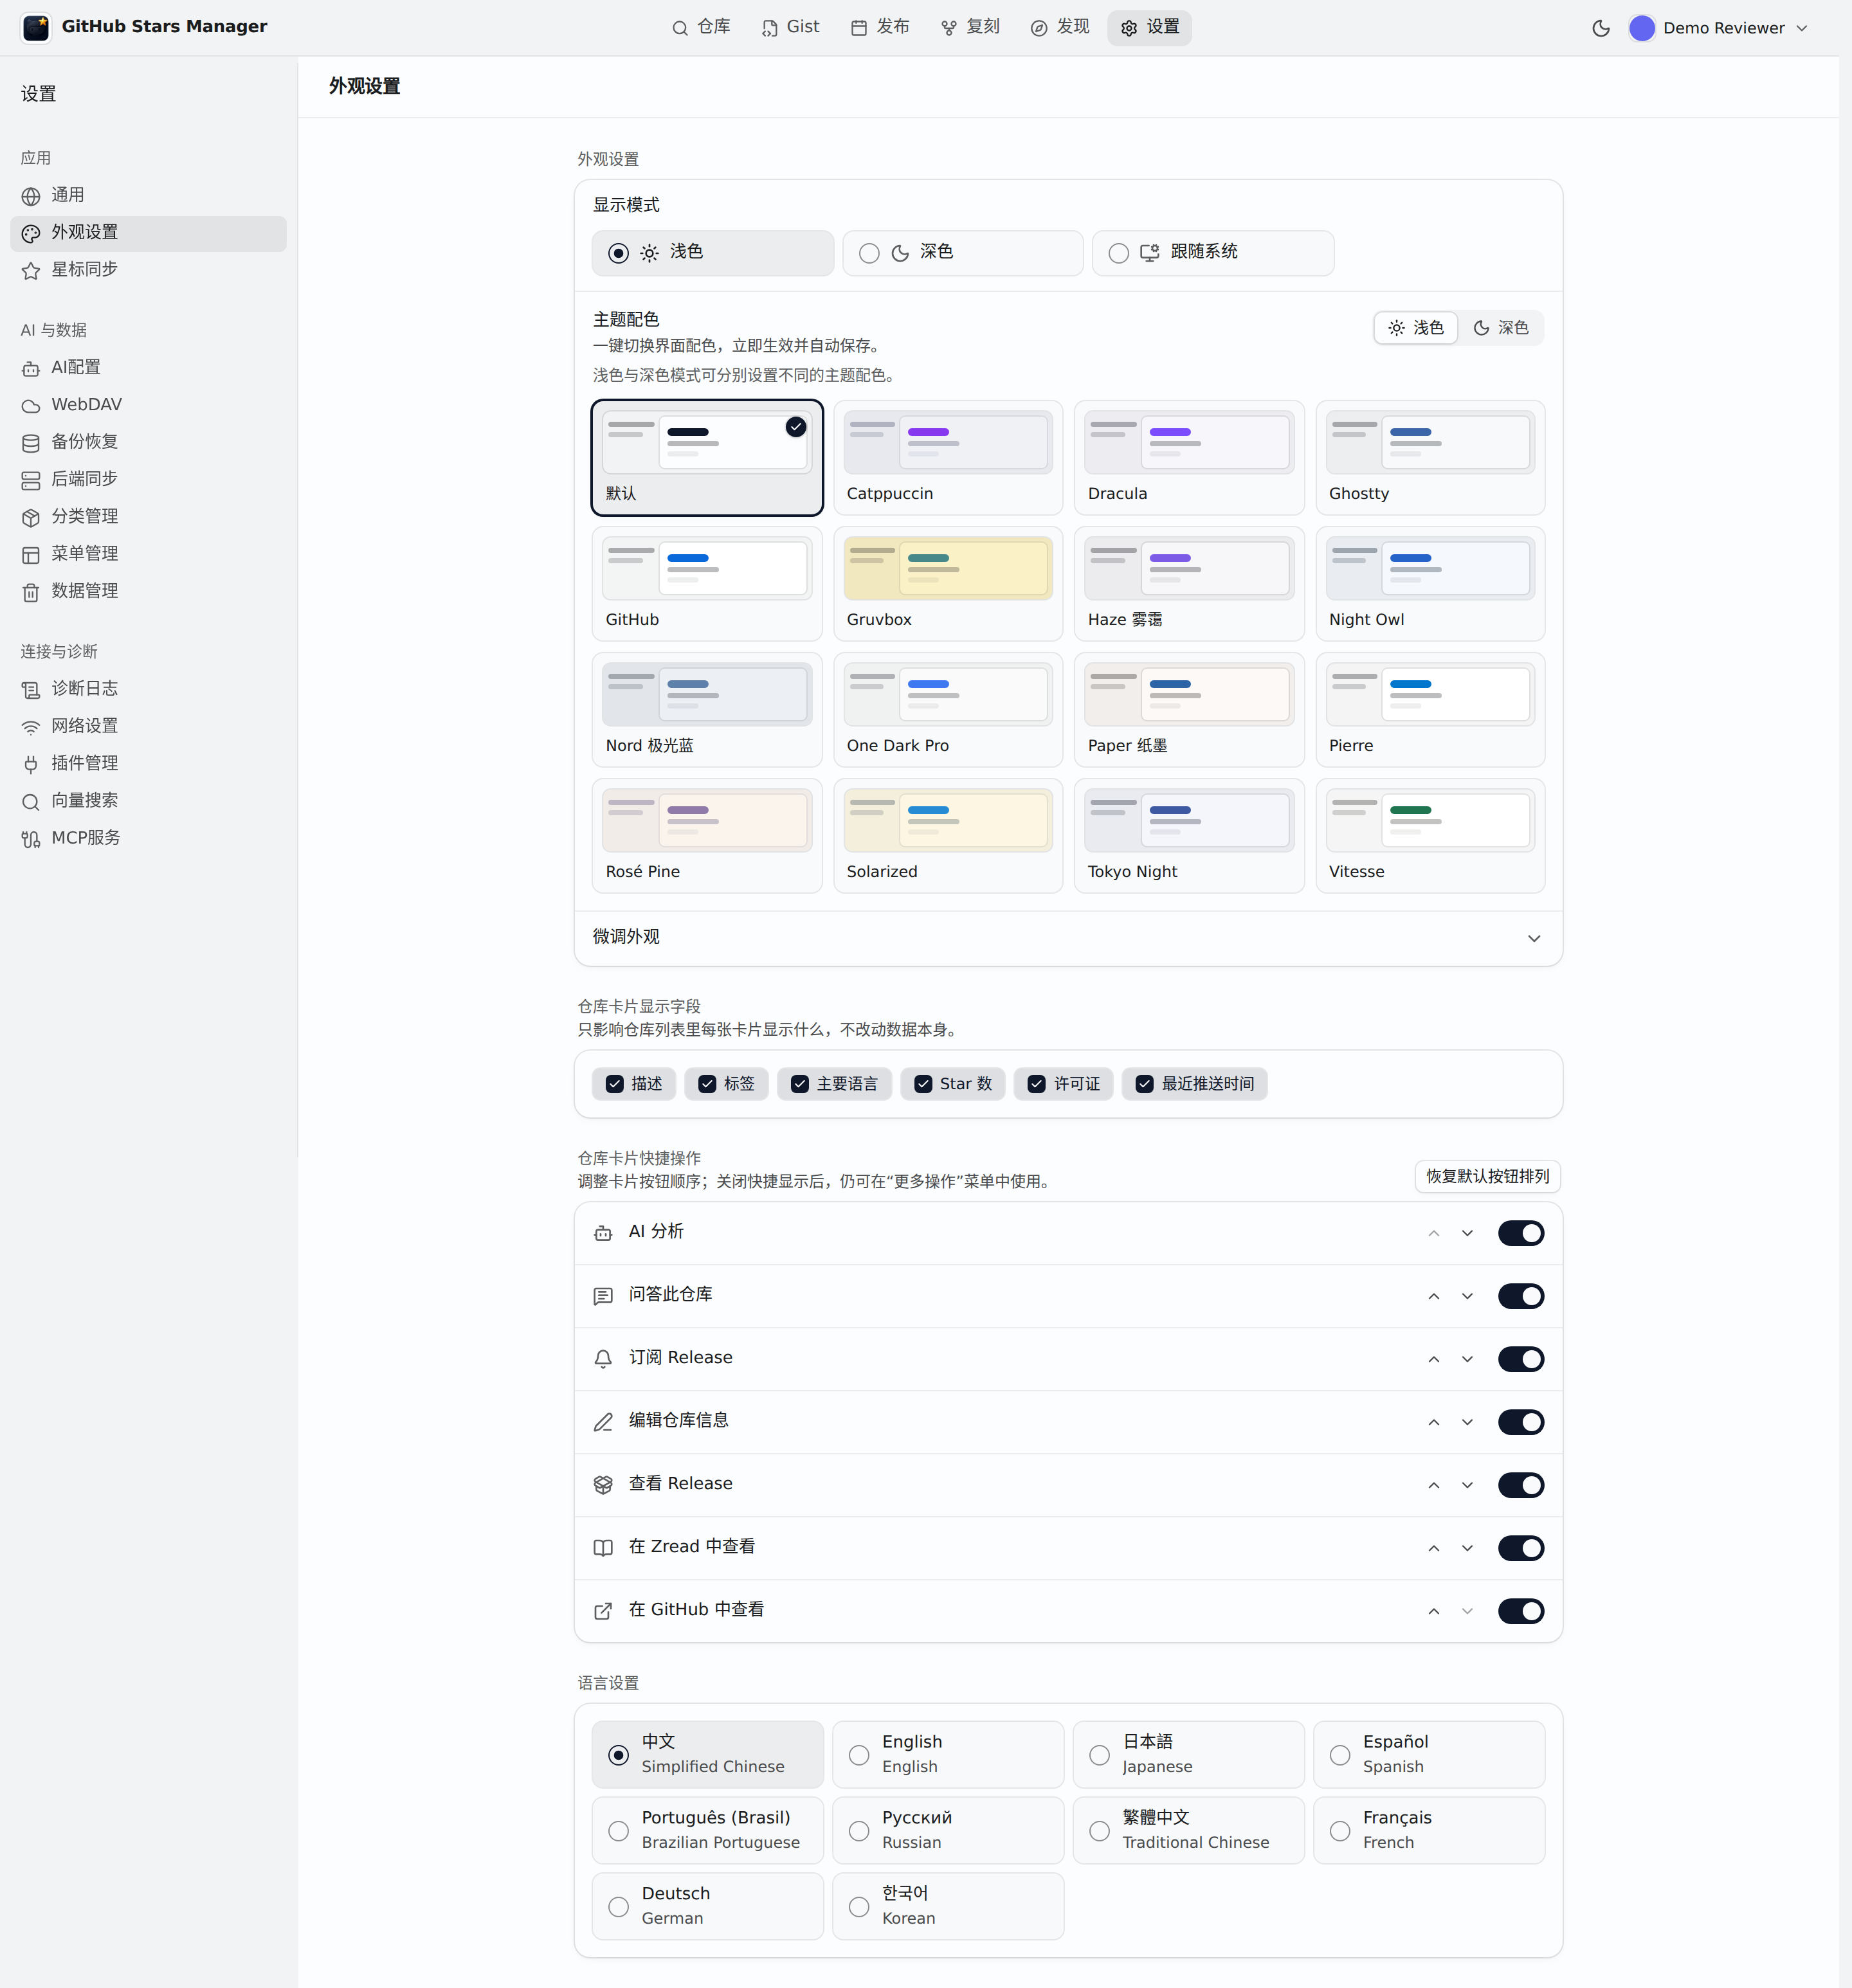 GitHub Stars Manager
仓库
Gist
发布
复刻
发现
设置
Demo Reviewer
设置
应用
通用
外观设置
星标同步
AI 与数据
AI配置
WebDAV
备份恢复
后端同步
分类管理
菜单管理
数据管理
连接与诊断
诊断日志
网络设置
插件管理
向量搜索
MCP服务
外观设置
外观设置
显示模式
浅色
深色
跟随系统
主题配色
一键切换界面配色，立即生效并自动保存。
浅色与深色模式可分别设置不同的主题配色。
浅色
深色
默认
Catppuccin
Dracula
Ghostty
GitHub
Gruvbox
Haze 雾霭
Night Owl
Nord 极光蓝
One Dark Pro
Paper 纸墨
Pierre
Rosé Pine
Solarized
Tokyo Night
Vitesse
微调外观
仓库卡片显示字段
只影响仓库列表里每张卡片显示什么，不改动数据本身。
描述
标签
主要语言
Star 数
许可证
最近推送时间
仓库卡片快捷操作
调整卡片按钮顺序；关闭快捷显示后，仍可在“更多操作”菜单中使用。
恢复默认按钮排列
AI 分析
问答此仓库
订阅 Release
编辑仓库信息
查看 Release
在 Zread 中查看
在 GitHub 中查看
语言设置
中文
Simplified Chinese
English
English
日本語
Japanese
Español
Spanish
Português (Brasil)
Brazilian Portuguese
Русский
Russian
繁體中文
Traditional Chinese
Français
French
Deutsch
German
한국어
Korean